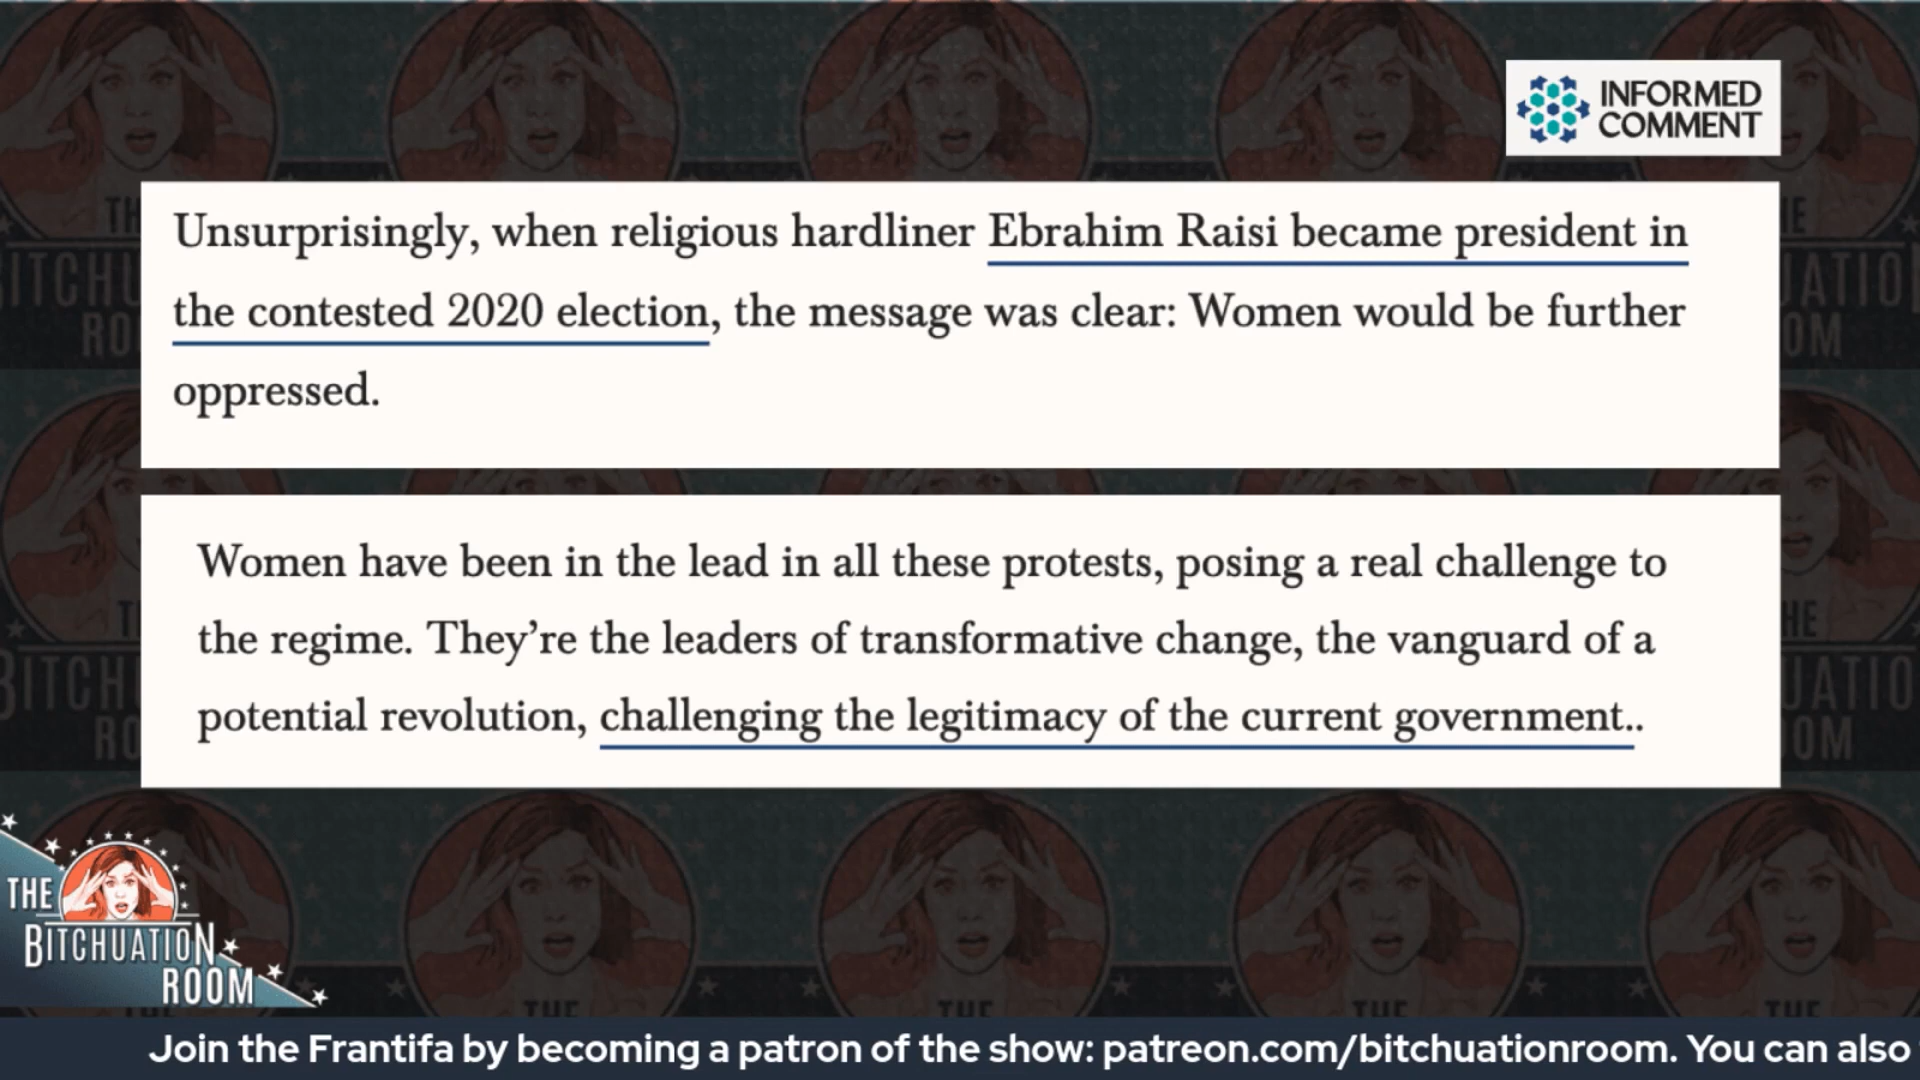 INFORMED
COMMENT
Unsurprisingly, when religious hardliner Ebrahim Raisi became president in
the contested 2020 election, the message was clear: Women would be further
oppressed.
Women have been in the lead in all these protests, posing a real challenge to
the regime. They’re the leaders of transformative change, the vanguard of a
potential revolution, challenging the legitimacy of the current government..
THE
BITCHUATION
ROOM
Join the Frantifa by becoming a patron of the show: patreon.com/bitchuationroom. You can also